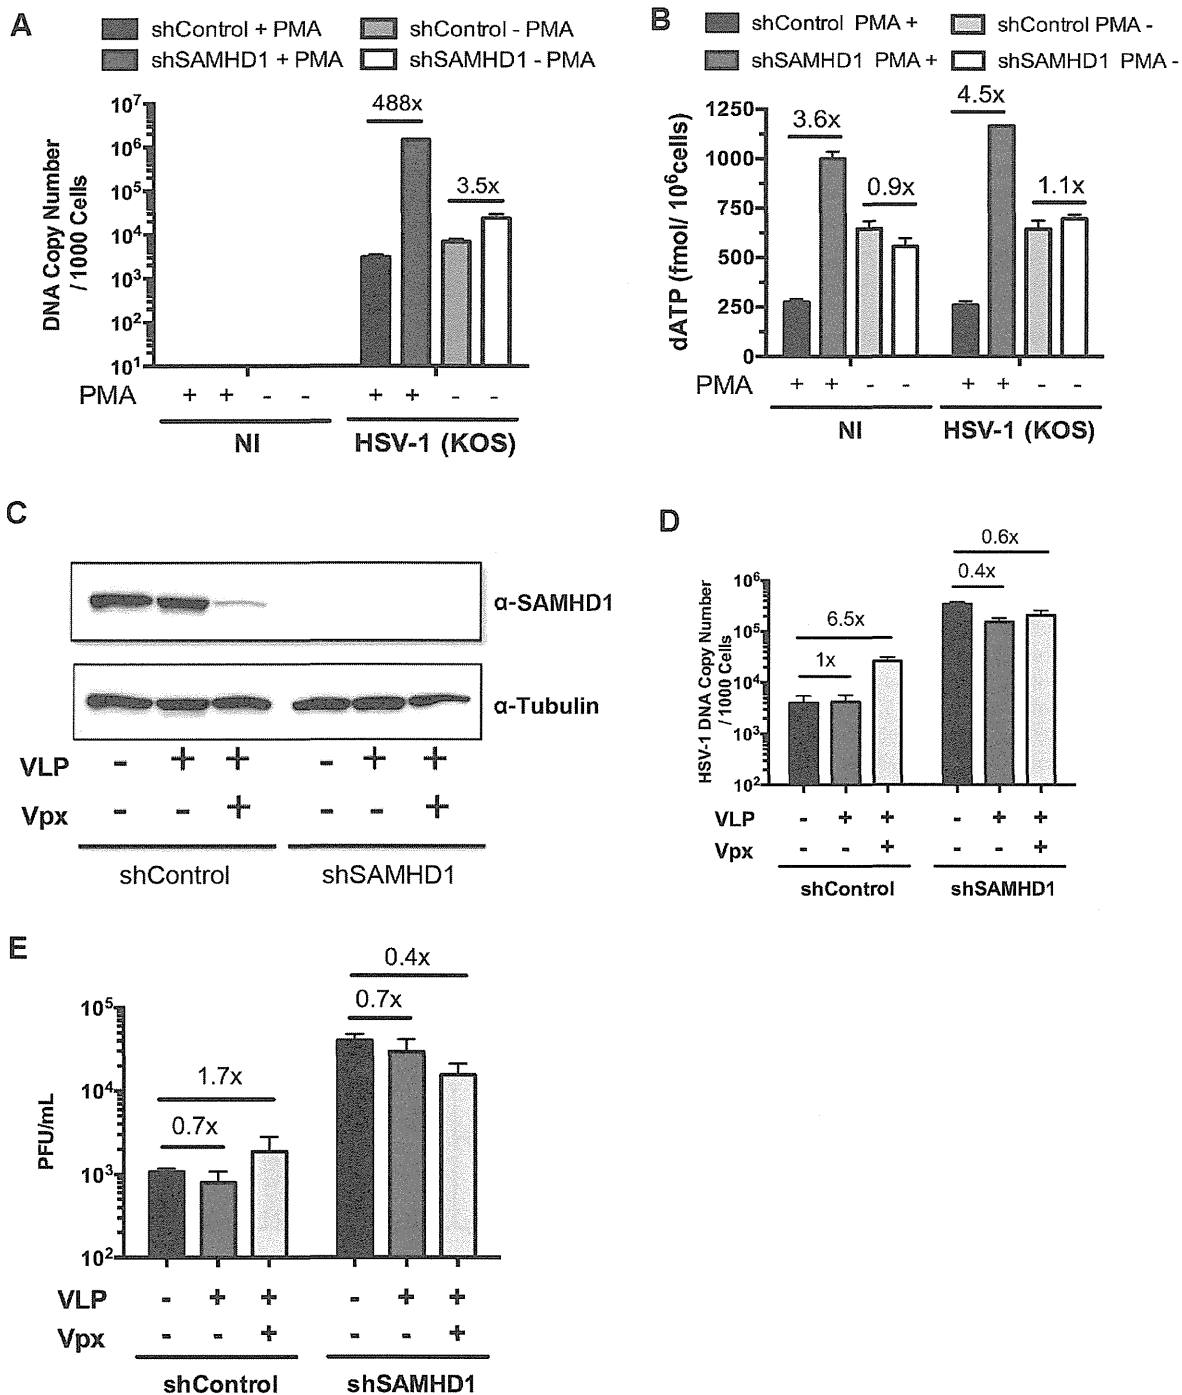 A
shControl + PMA
shControl - PMA
shSAMHD1 + PMA
shSAMHD1 - PMA
DNA Copy Number
/ 1000 Cells
10⁷
10⁶
10⁵
10⁴
10³
10²
10¹
488x
3.5x
PMA + + - - + + - -
NI
HSV-1 (KOS)
B
shControl PMA +
shControl PMA -
shSAMHD1 PMA +
shSAMHD1 PMA -
dATP (fmol/ 10⁶cells)
1250
1000
750
500
250
0
3.6x
0.9x
4.5x
1.1x
PMA + + - - + + - -
NI
HSV-1 (KOS)
C
α-SAMHD1
α-Tubulin
VLP - + + - + +
Vpx - - + - - +
shControl
shSAMHD1
D
HSV-1 DNA Copy Number
/ 1000 Cells
10⁶
10⁵
10⁴
10³
10²
6.5x
1x
0.6x
0.4x
VLP - + + - + +
Vpx - - + - - +
shControl
shSAMHD1
E
PFU/mL
10⁵
10⁴
10³
10²
1.7x
0.7x
0.4x
0.7x
VLP - + + - + +
Vpx - - + - - +
shControl
shSAMHD1